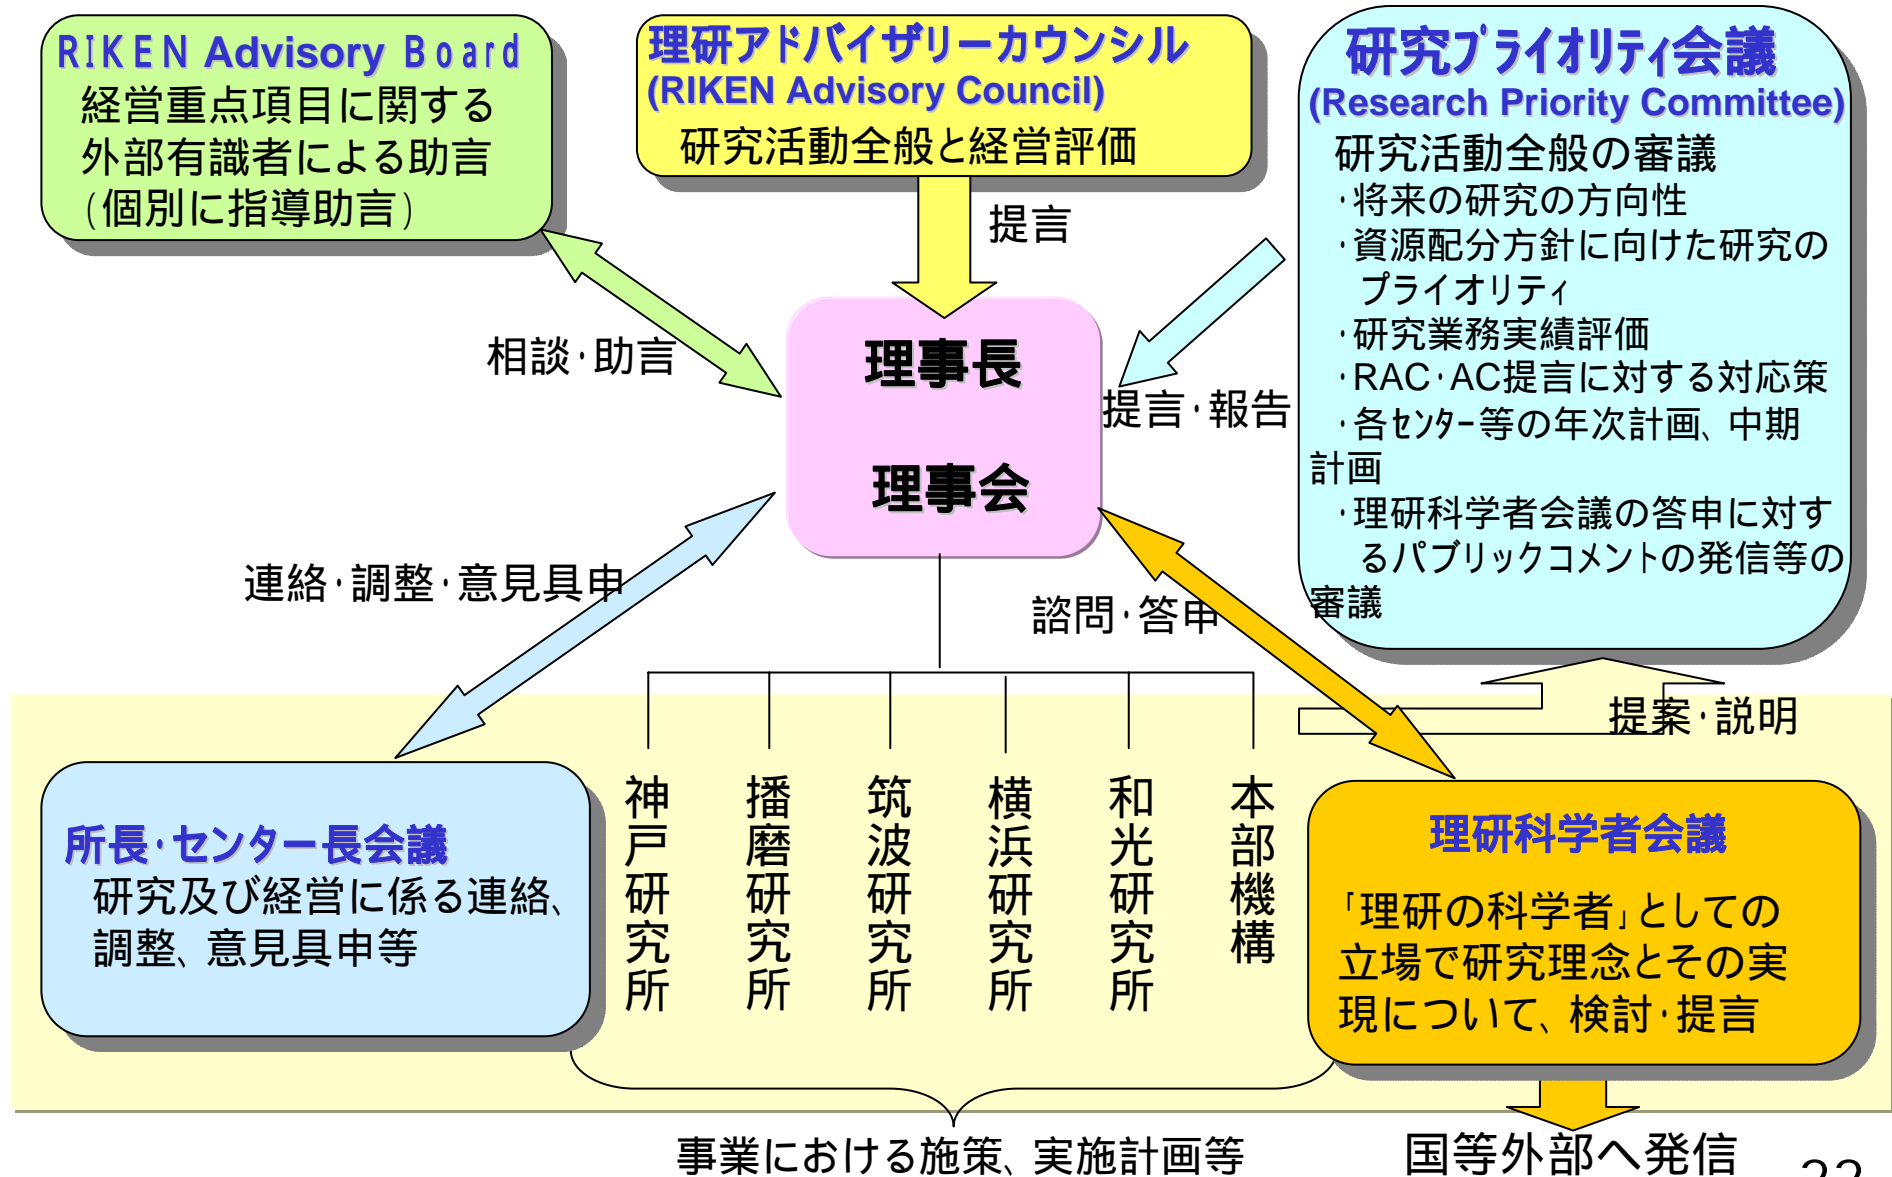 RIKEN Advisory Board
経営重点項目に関する
外部有識者による助言
(個別に指導助言)
理研アドバイザリーカウンシル
(RIKEN Advisory Council)
研究活動全般と経営評価
研究プライオリティ会議
(Research Priority Committee)
研究活動全般の審議
・将来の研究の方向性
・資源配分方針に向けた研究の
プライオリティ
・研究業務実績評価
・RAC・AC提言に対する対応策
・各センター等の年次計画、中期
計画
・理研科学者会議の答申に対す
るパブリックコメントの発信等の
審議
提言
相談・助言
提言・報告
理事長
理事会
連絡・調整・意見具申
諮問・答申
提案・説明
所長・センター長会議
研究及び経営に係る連絡、
調整、意見具申等
神戸研究所
播磨研究所
筑波研究所
横浜研究所
和光研究所
本部機構
理研科学者会議
「理研の科学者」としての
立場で研究理念とその実
現について、検討・提言
事業における施策、実施計画等
国等外部へ発信